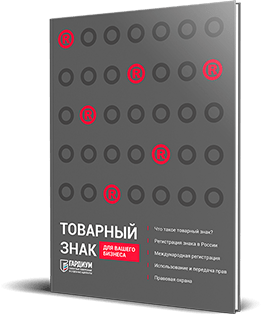 ®
®
®
®
®
®
ТОВАРНЫЙ
ЗНАК
ДЛЯ ВАШЕГО
БИЗНЕСА
ГАРДИУМ
Что такое товарный знак?
Регистрация знака в России
Международная регистрация
Использование и передача прав
Правовая охрана